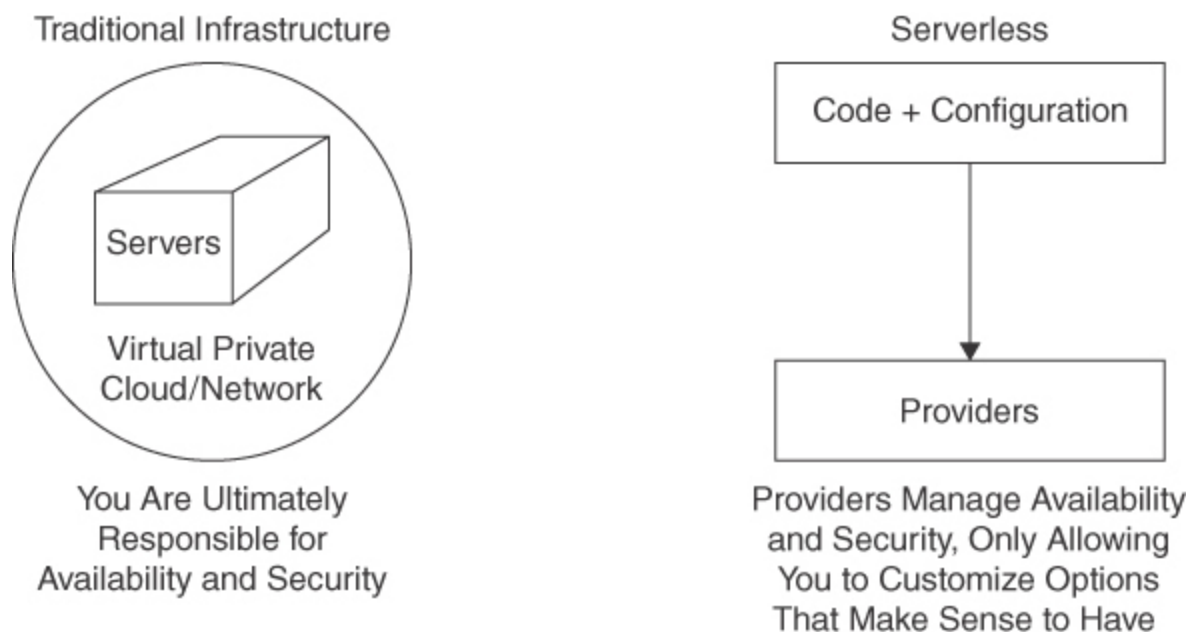 Traditional Infrastructure
Servers
Virtual Private
Cloud/Network
You Are Ultimately
Responsible for
Availability and Security
Serverless
Code + Configuration
Providers
Providers Manage Availability
and Security, Only Allowing
You to Customize Options
That Make Sense to Have